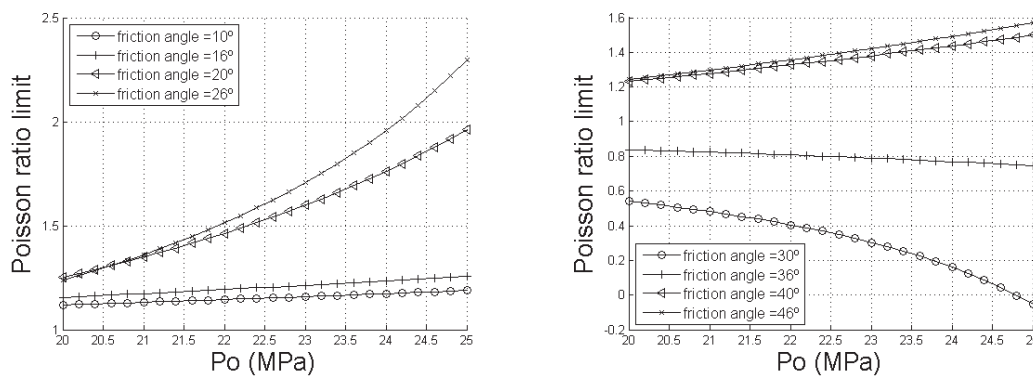 2.5
2
1.5
1
Poisson ratio limit
friction angle =10º
friction angle =16º
friction angle =20º
friction angle =26º
20 20.5 21 21.5 22 22.5 23 23.5 24 24.5 25
Po (MPa)
1.6
1.4
1.2
1
0.8
0.6
0.4
0.2
0
-0.2
Poisson ratio limit
friction angle =30º
friction angle =36º
friction angle =40º
friction angle =46º
20 20.5 21 21.5 22 22.5 23 23.5 24 24.5
Po (MPa)